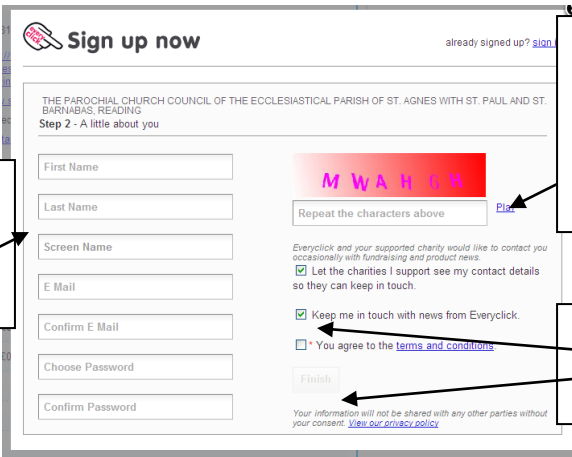 every click
Sign up now
already signed up? sign
THE PAROCHIAL CHURCH COUNCIL OF THE ECCLESIASTICAL PARISH OF ST. AGNES WITH ST. PAUL AND ST.
BARNABAS, READING
Step 2 - A little about you
First Name
Last Name
Screen Name
E Mail
Confirm E Mail
Choose Password
Confirm Password
M W A H G H
Repeat the characters above
Play
Everyclick and your supported charity would like to contact you
occasionally with fundraising and product news.
Let the charities I support see my contact details
so they can keep in touch.
Keep me in touch with news from Everyclick.
* You agree to the terms and conditions.
Finish
Your information will not be shared with any other parties without
your consent. View our privacy policy